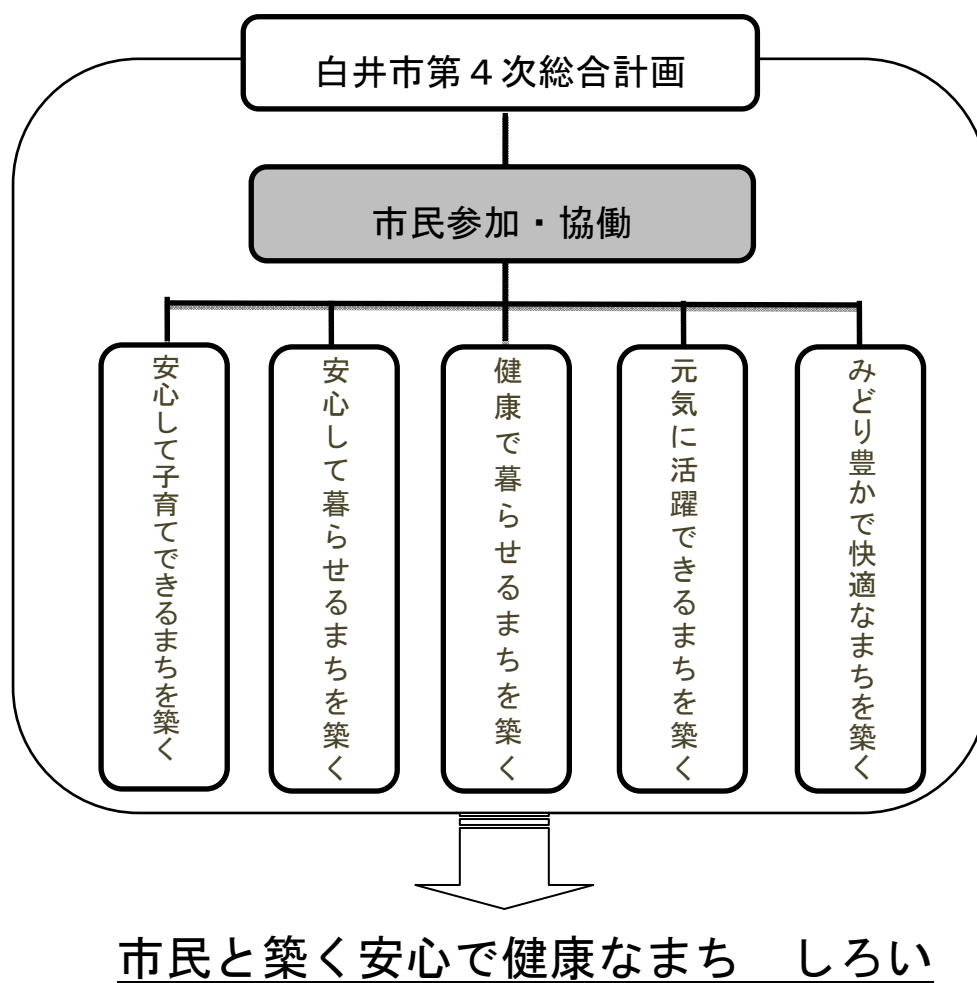 白井市第４次総合計画
市民参加・協働
安心して子育てできるまちを築く
安心して暮らせるまちを築く
健康で暮らせるまちを築く
元気に活躍できるまちを築く
みどり豊かで快適なまちを築く
市民と築く安心で健康なまち　しろい